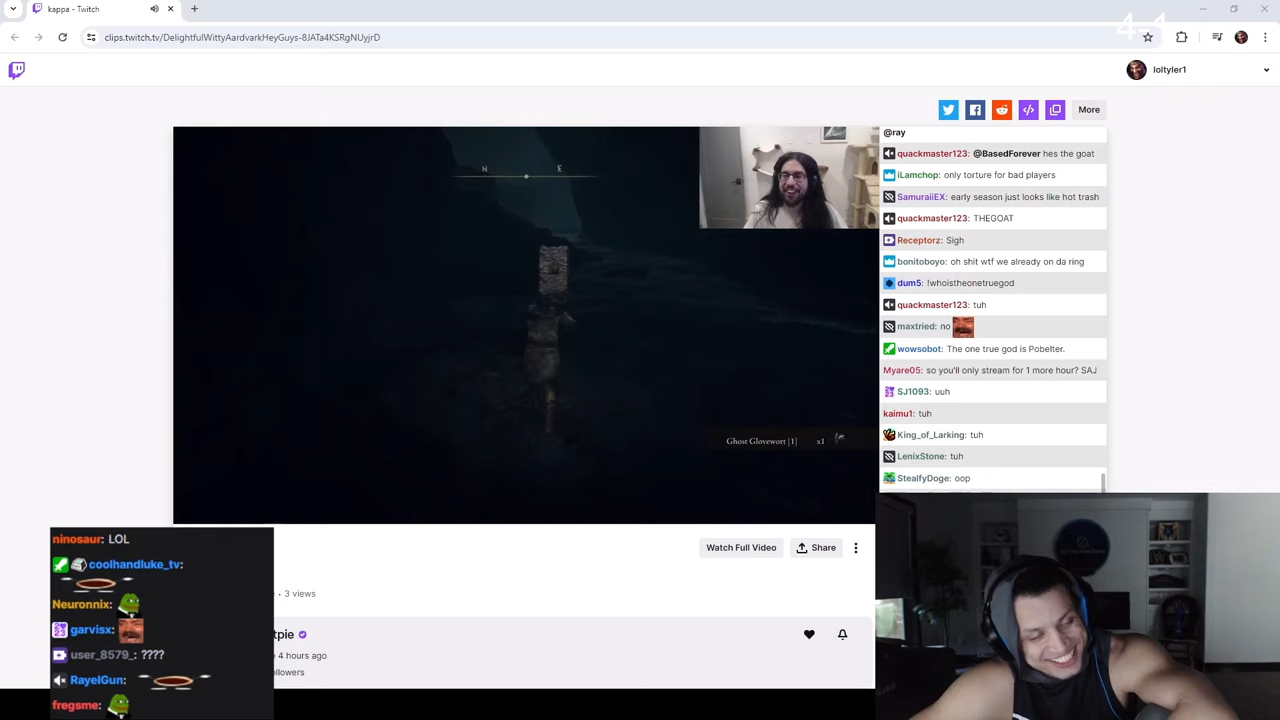 kappa - Twitch
4-1
clips.twitch.tv/DelightfulWittyAardvarkHeyGuys-8JATa4KSRgNUyjrD
loltyler1
More
N E
Ghost Glovewort [1] x1
@ray
quackmaster123: @BasedForever hes the goat
iLamchop: only torture for bad players
SamuraiiEX: early season just looks like hot trash
quackmaster123: THEGOAT
Receptorz: Sigh
bonitoboyo: oh shit wtf we already on da ring
dum5: !whoistheonetruegod
quackmaster123: tuh
maxtried: no
wowsobot: The one true god is Pobelter.
Myare05: so you'll only stream for 1 more hour? SAJ
SJ1093: uuh
kaimu1: tuh
King_of_Larking: tuh
LenixStone: tuh
StealfyDoge: oop
Watch Full Video
Share
· 3 views
tpie
4 hours ago
llowers
ninosaur: LOL
coolhandluke_tv:
Neuronnix:
garvisx:
user_8579_: ????
RayelGun:
fregsme: